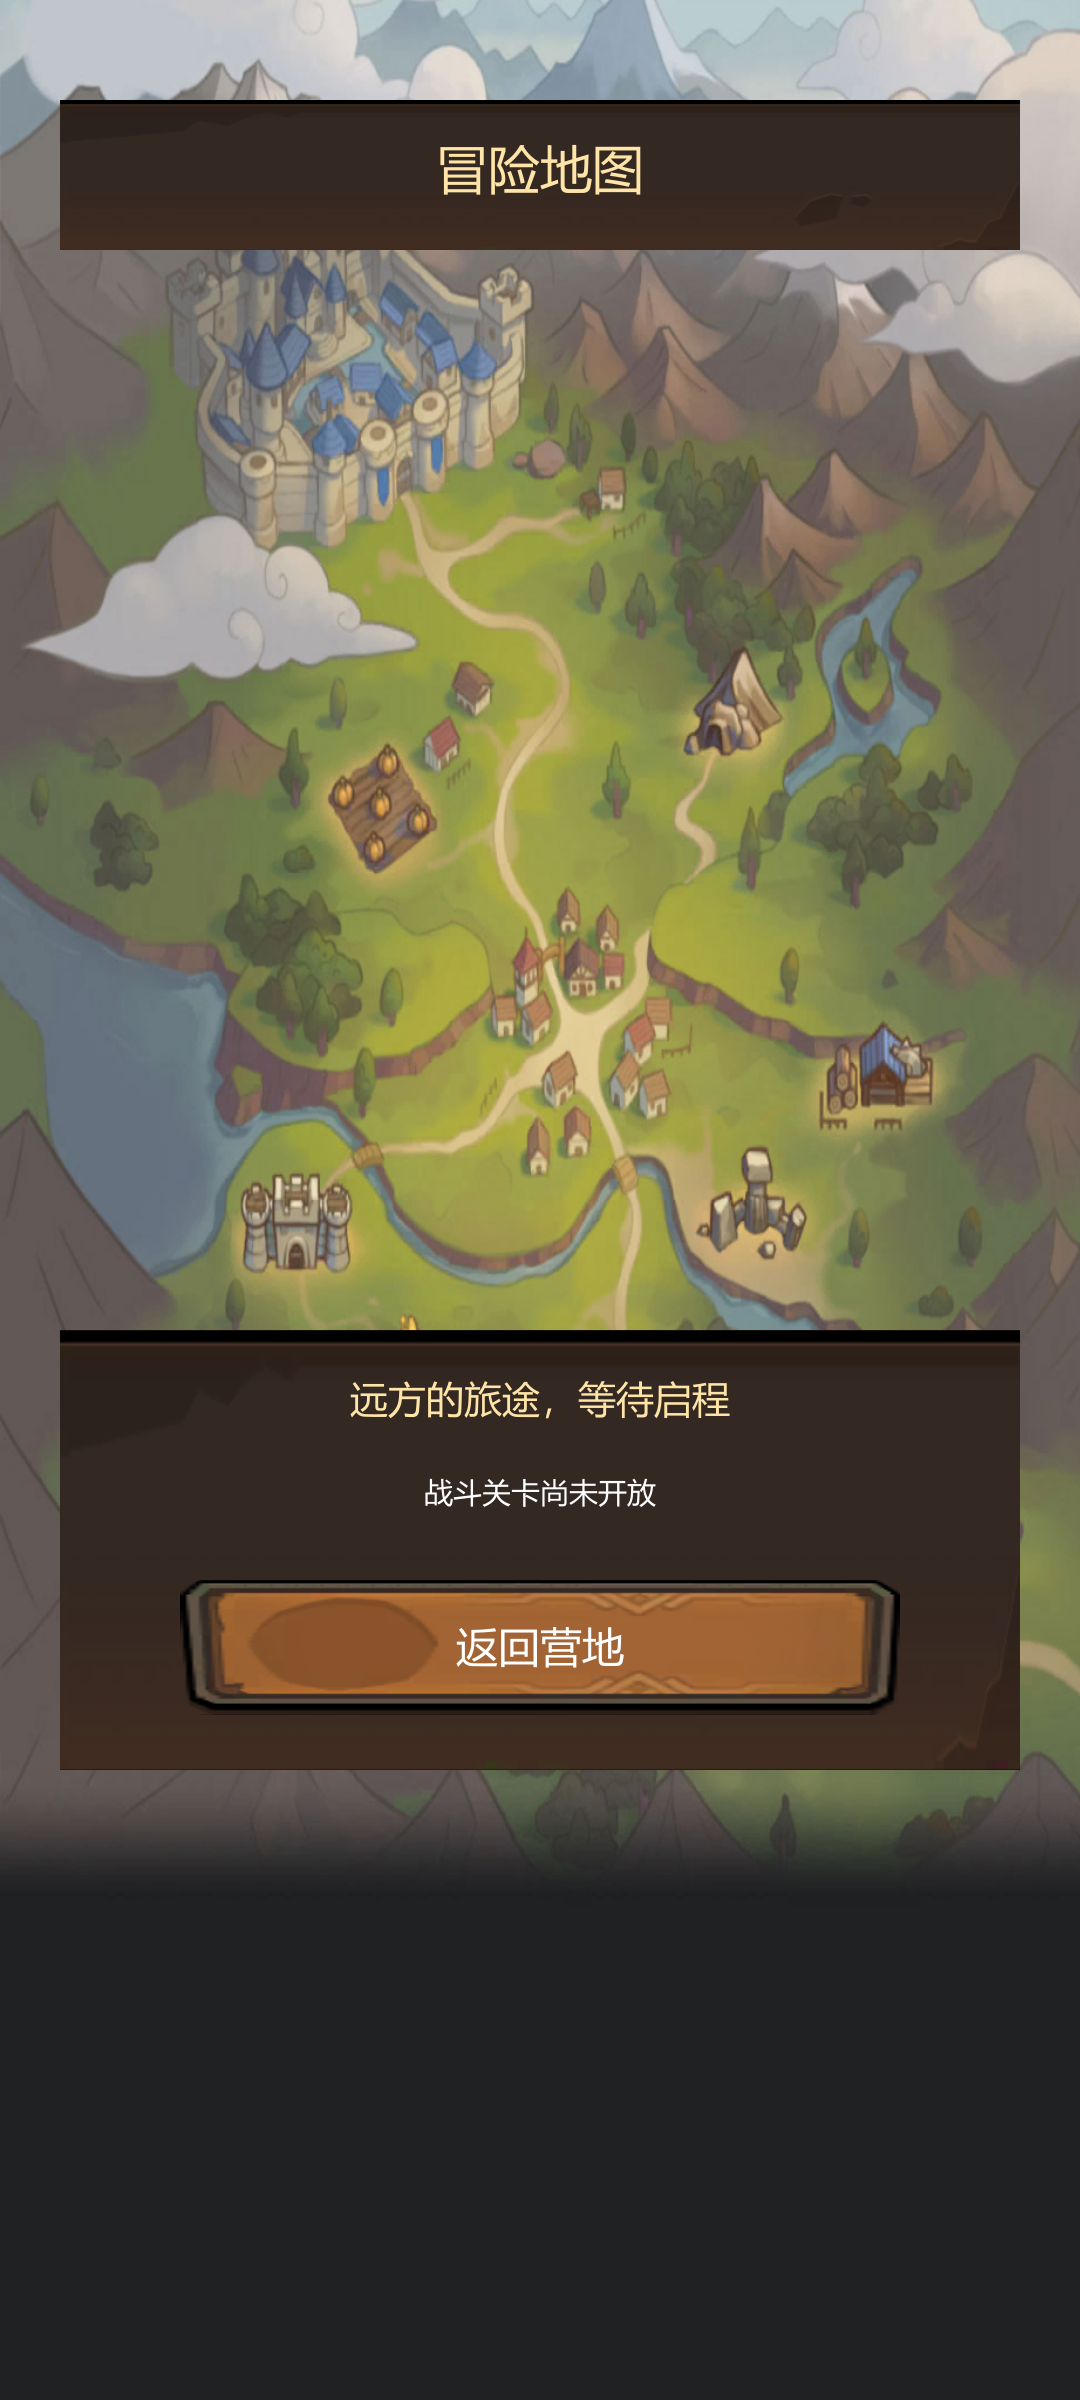 冒险地图
远方的旅途，等待启程
战斗关卡尚未开放
返回营地